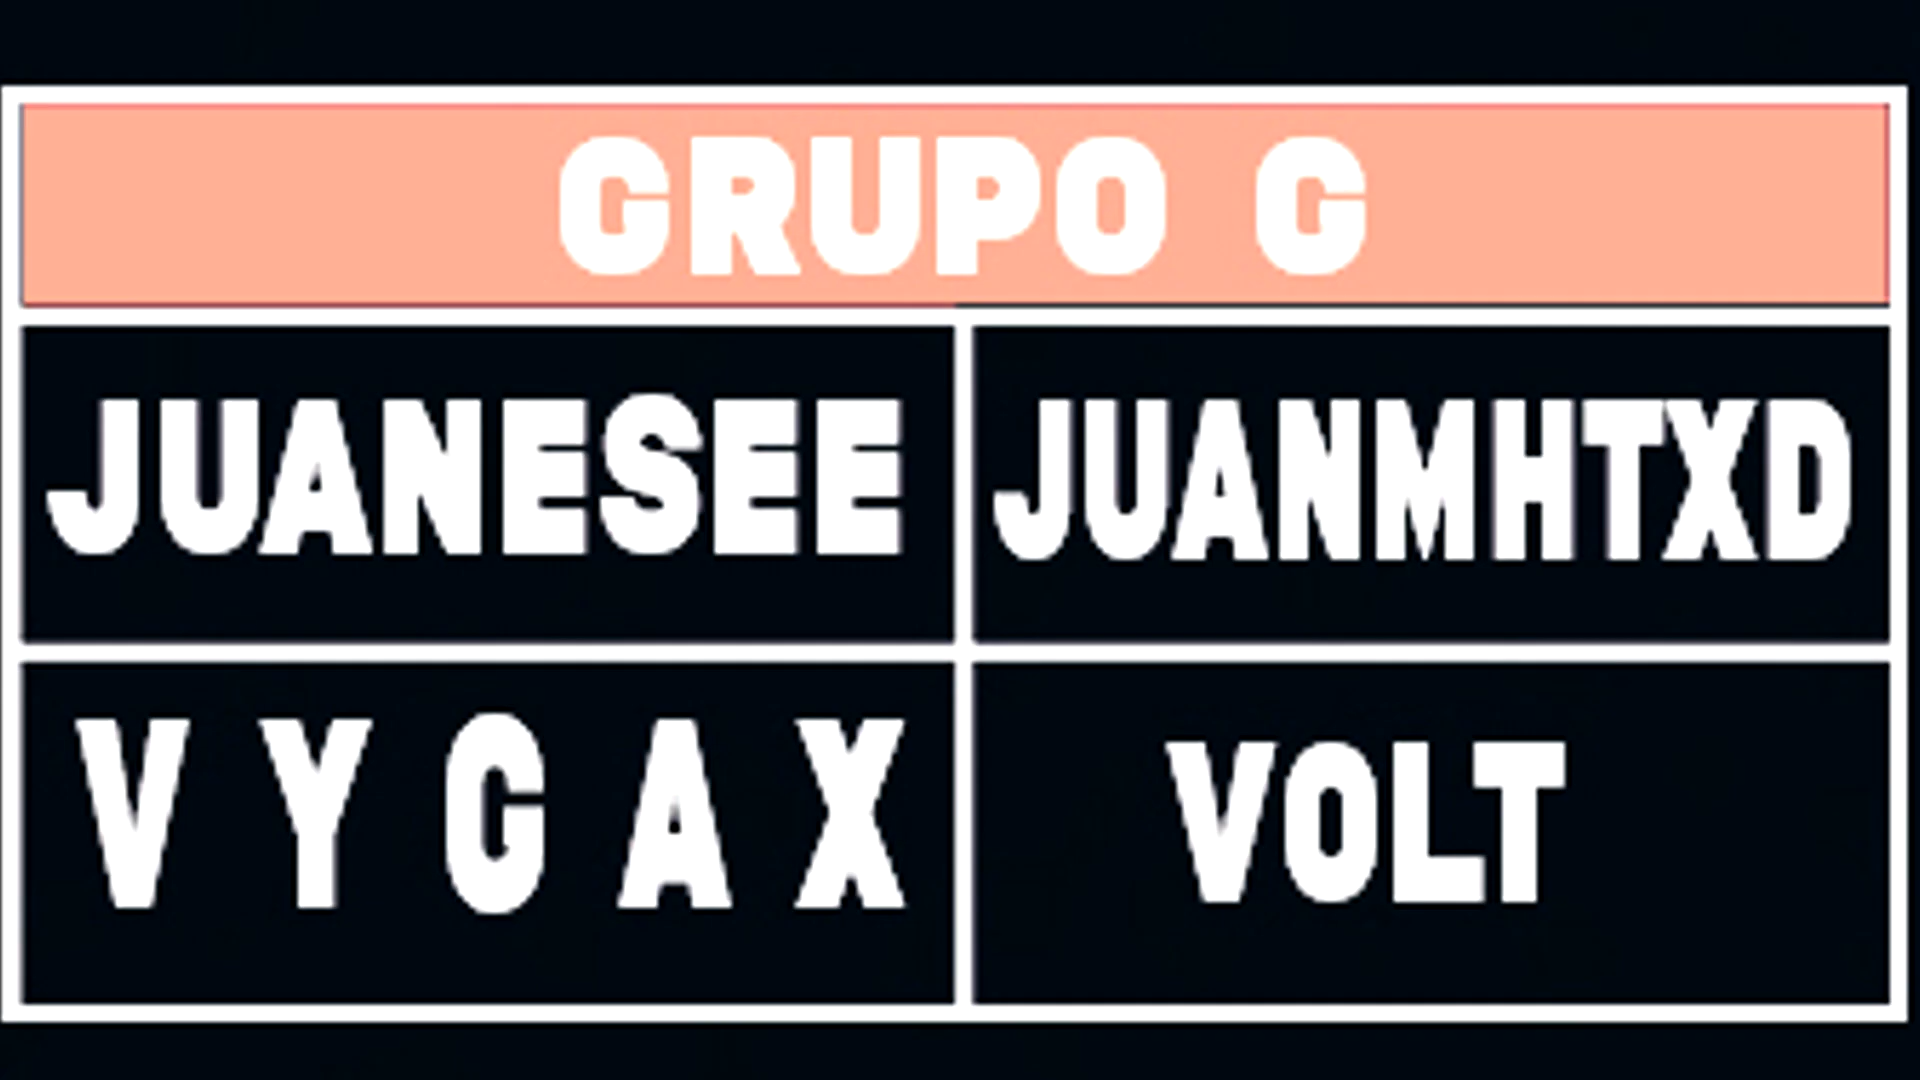 GRUPO G
JUANESEE
JUANMHTXD
V Y G A X
VOLT